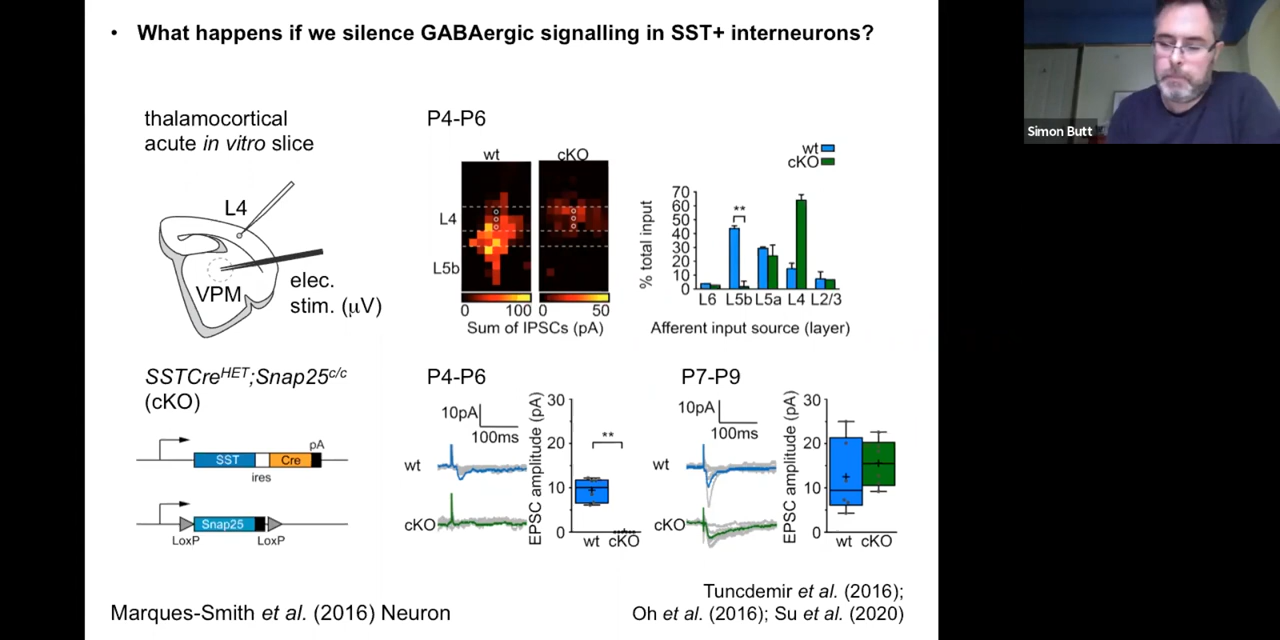 • What happens if we silence GABAergic signalling in SST+ interneurons?
Simon Butt
thalamocortical
acute in vitro slice
L4
VPM
elec.
stim. (μV)
P4-P6
wt
cKO
L4
L5b
0 100
0 50
Sum of IPSCs (pA)
wt
cKO
% total input
70
60
50
40
30
20
10
0
**
L6 L5b L5a L4 L2/3
Afferent input source (layer)
SSTCreHET;Snap25c/c
(cKO)
pA
SST
Cre
ires
Snap25
LoxP
LoxP
P4-P6
10pA
100ms
wt
cKO
EPSC amplitude (pA)
30
20
10
0
**
wt cKO
P7-P9
10pA
100ms
wt
cKO
EPSC amplitude (pA)
30
20
10
0
wt cKO
Tuncdemir et al. (2016);
Marques-Smith et al. (2016) Neuron
Oh et al. (2016); Su et al. (2020)